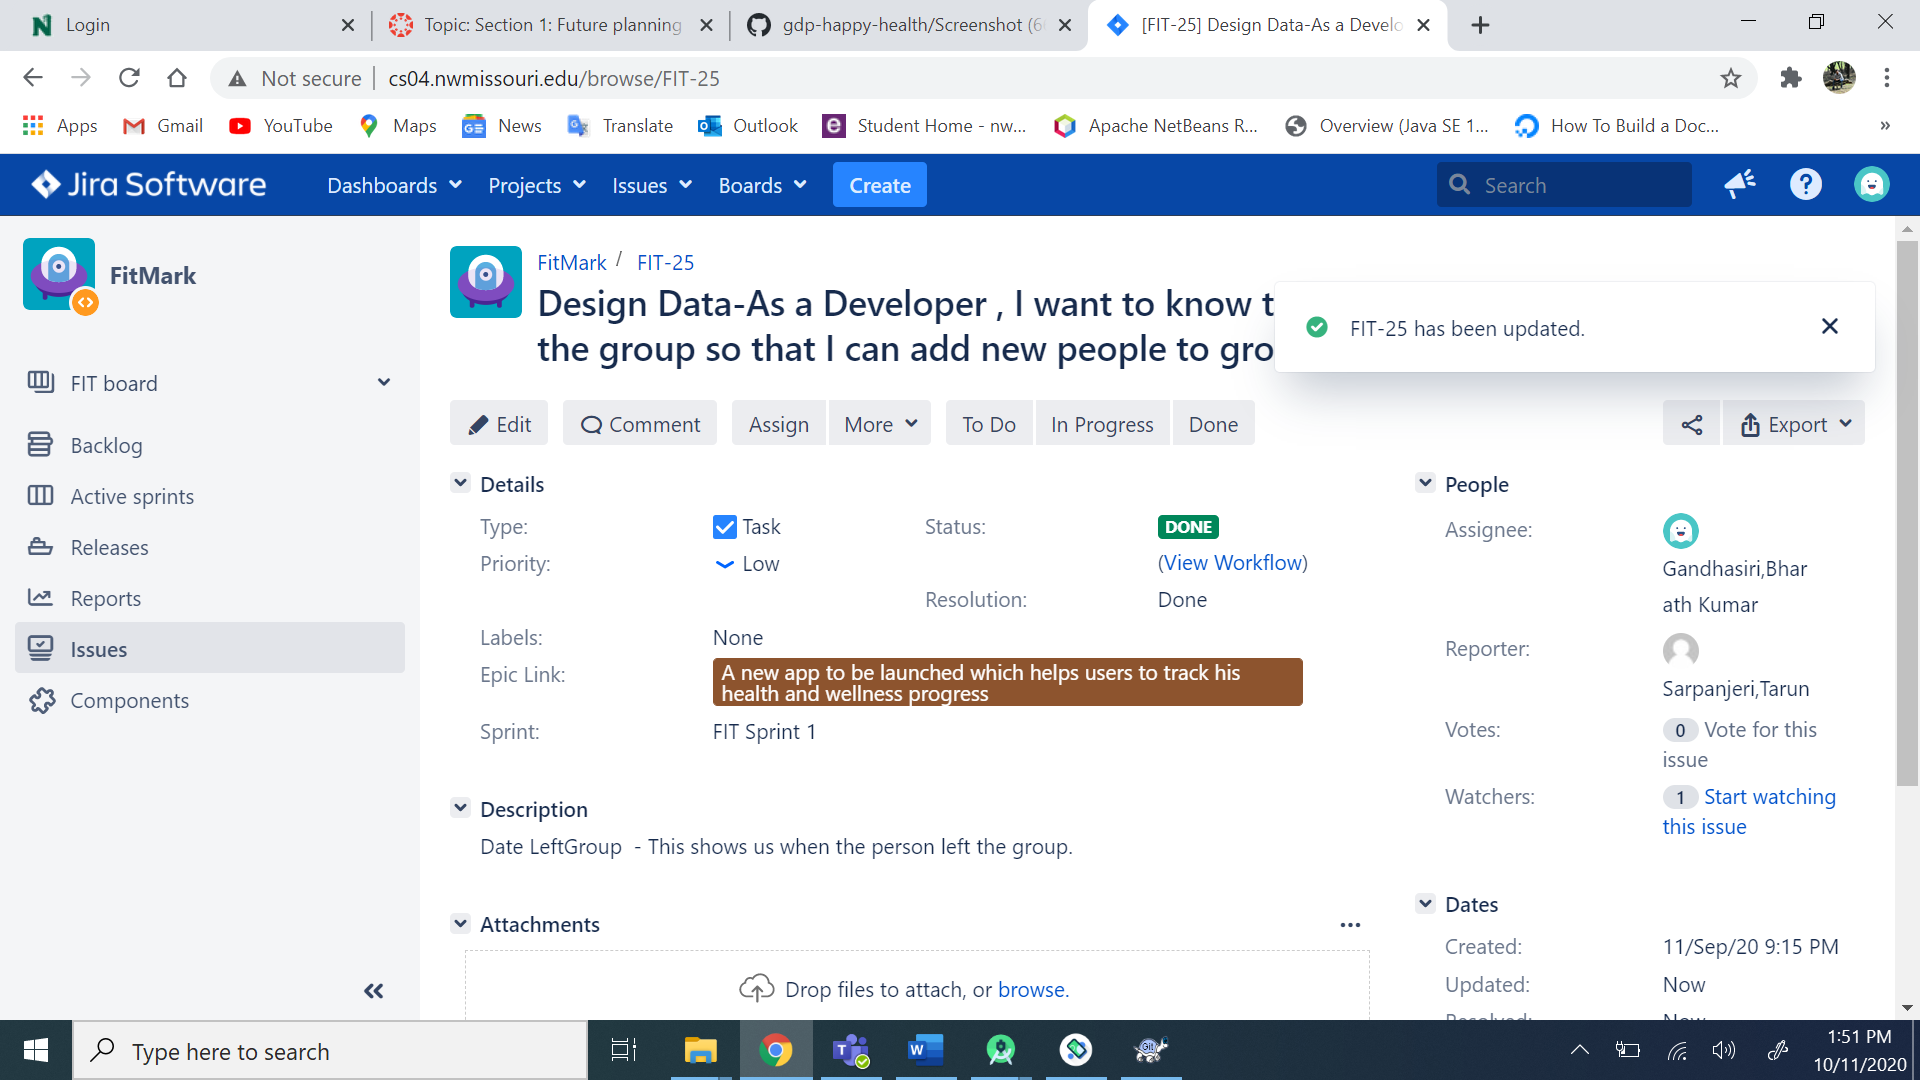 Login
Topic: Section 1: Future planning
gdp-happy-health/Screenshot (6
[FIT-25] Design Data-As a Develo
Not secure
cs04.nwmissouri.edu/browse/FIT-25
Apps
Gmail
YouTube
Maps
News
Translate
Outlook
Student Home - nw...
Apache NetBeans R...
Overview (Java SE 1...
How To Build a Doc...
»
Jira Software
Dashboards
Projects
Issues
Boards
Create
Search
FitMark
FIT board
Backlog
Active sprints
Releases
Reports
Issues
Components
FitMark / FIT-25
Design Data-As a Developer , I want to know t
the group so that I can add new people to gro
FIT-25 has been updated.
Edit
Comment
Assign
More
To Do
In Progress
Done
Export
Details
Type:
Task
Status:
DONE
Priority:
Low
(View Workflow)
Resolution:
Done
Labels:
None
Epic Link:
A new app to be launched which helps users to track his
health and wellness progress
Sprint:
FIT Sprint 1
Description
Date LeftGroup - This shows us when the person left the group.
Attachments
Drop files to attach, or browse.
People
Assignee:
Gandhasiri,Bhar
ath Kumar
Reporter:
Sarpanjeri,Tarun
Votes:
0 Vote for this
issue
Watchers:
1 Start watching
this issue
Dates
Created:
11/Sep/20 9:15 PM
Updated:
Now
Resolved:
Now
Type here to search
1:51 PM
10/11/2020